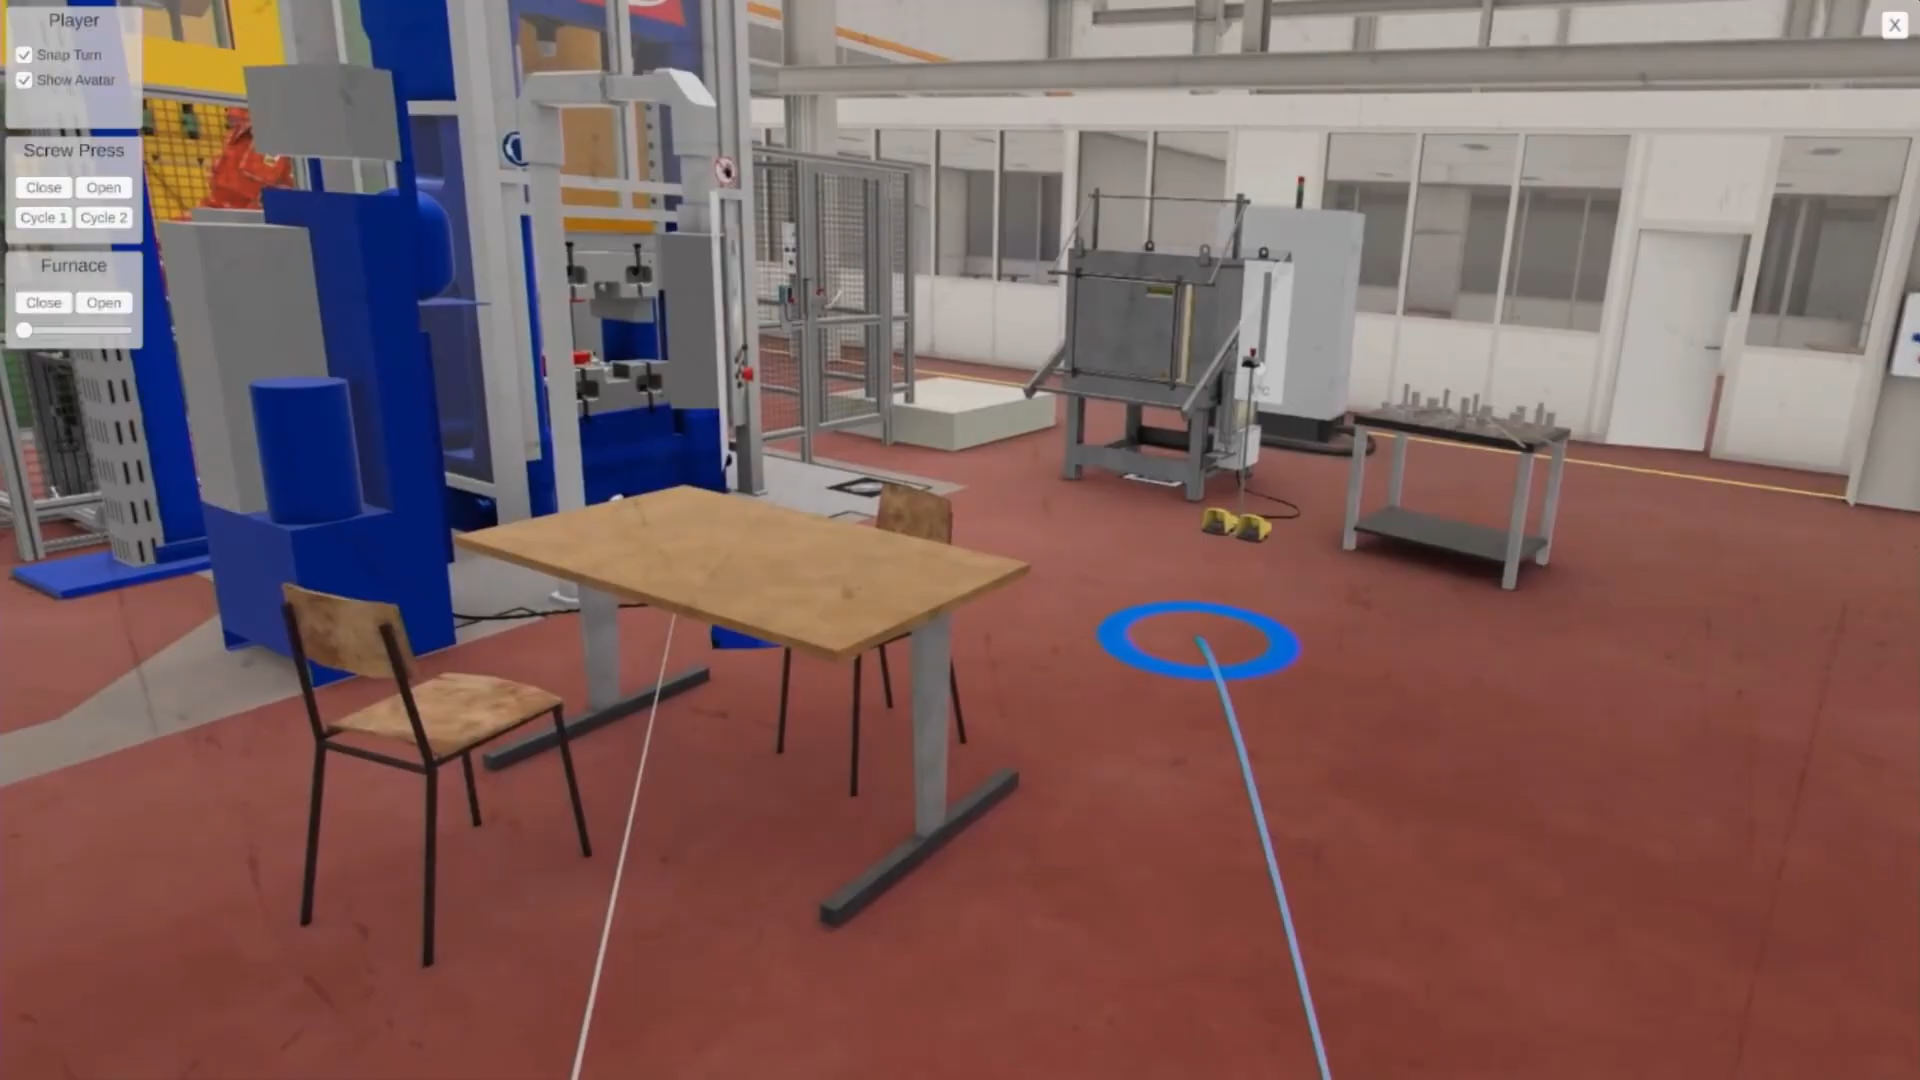 Player
Snap Turn
Show Avatar
Screw Press
Close Open
Cycle 1 Cycle 2
Furnace
Close Open
X